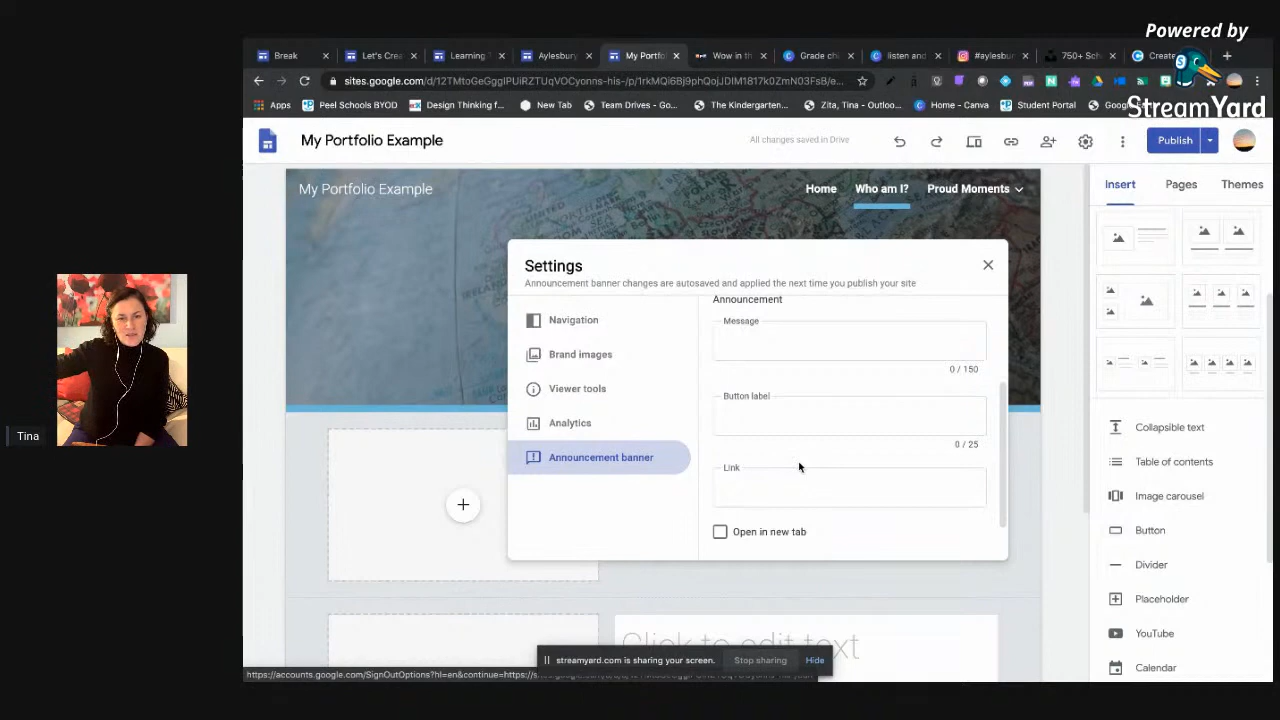 Powered by
StreamYard
Break
Let's Crea
Learning
Aylesbury
My Portfo
Wow in th
Grade cha
listen and
#aylesbur
750+ Sch
Create
sites.google.com/d/
Apps
Peel Schools BYOD
Design Thinking f...
New Tab
Team Drives - Go...
The Kindergarten...
Zita, Tina - Outloo...
Home - Canva
Student Portal
My Portfolio Example
All changes saved in Drive
Publish
My Portfolio Example
Home
Who am I?
Proud Moments
Insert
Pages
Themes
Settings
Announcement banner changes are autosaved and applied the next time you publish your site
Navigation
Brand images
Viewer tools
Analytics
Announcement banner
Announcement
Message
0 / 150
Button label
0 / 25
Link
Open in new tab
Collapsible text
Table of contents
Image carousel
Button
Divider
Placeholder
YouTube
Calendar
Tina
Click to edit text
streamyard.com is sharing your screen.
Stop sharing
Hide